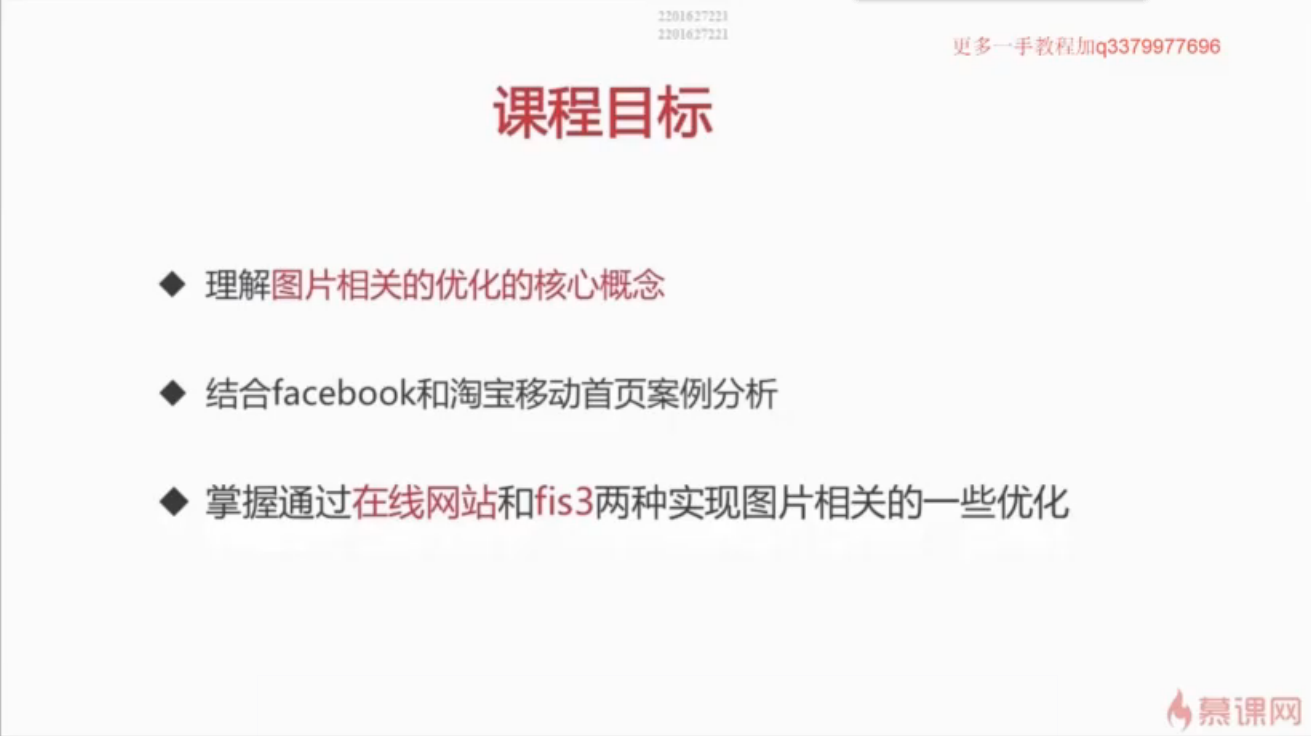 2201627221
2201627221
更多一手教程加q3379977696
课程目标
◆ 理解图片相关的优化的核心概念
◆ 结合facebook和淘宝移动首页案例分析
◆ 掌握通过在线网站和fis3两种实现图片相关的一些优化
慕课网